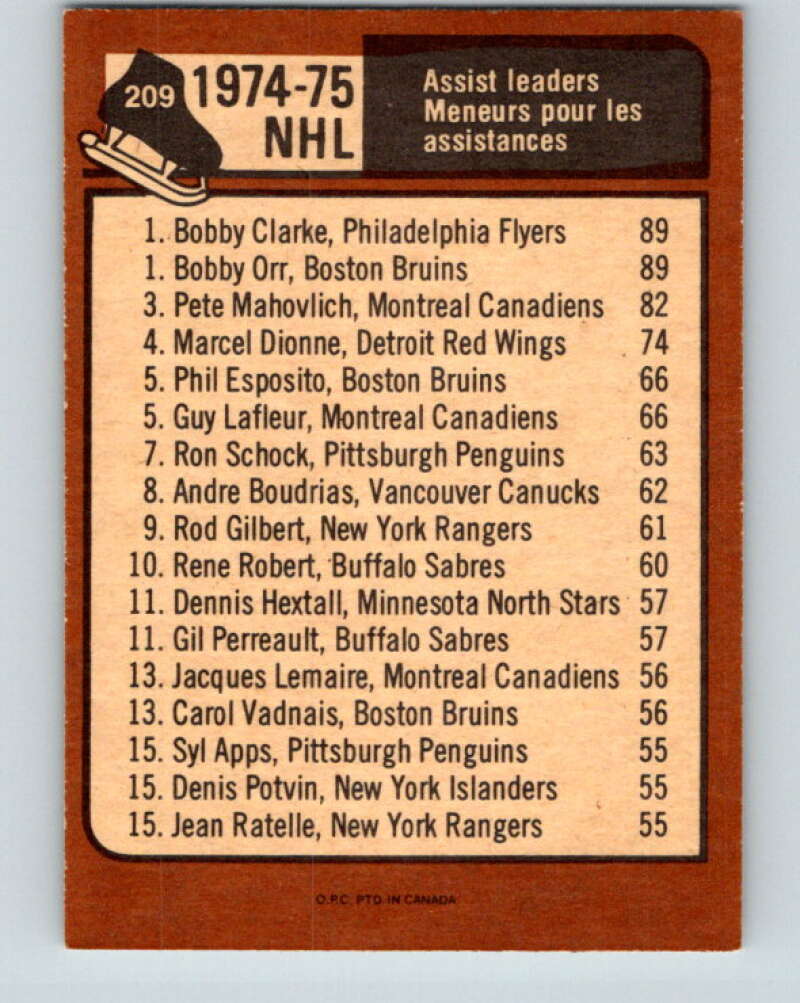 209
1974-75
NHL
Assist leaders
Meneurs pour les
assistances
1. Bobby Clarke, Philadelphia Flyers 89
1. Bobby Orr, Boston Bruins 89
3. Pete Mahovlich, Montreal Canadiens 82
4. Marcel Dionne, Detroit Red Wings 74
5. Phil Esposito, Boston Bruins 66
5. Guy Lafleur, Montreal Canadiens 66
7. Ron Schock, Pittsburgh Penguins 63
8. Andre Boudrias, Vancouver Canucks 62
9. Rod Gilbert, New York Rangers 61
10. Rene Robert, Buffalo Sabres 60
11. Dennis Hextall, Minnesota North Stars 57
11. Gil Perreault, Buffalo Sabres 57
13. Jacques Lemaire, Montreal Canadiens 56
13. Carol Vadnais, Boston Bruins 56
15. Syl Apps, Pittsburgh Penguins 55
15. Denis Potvin, New York Islanders 55
15. Jean Ratelle, New York Rangers 55
O.P.C. PTD. IN CANADA